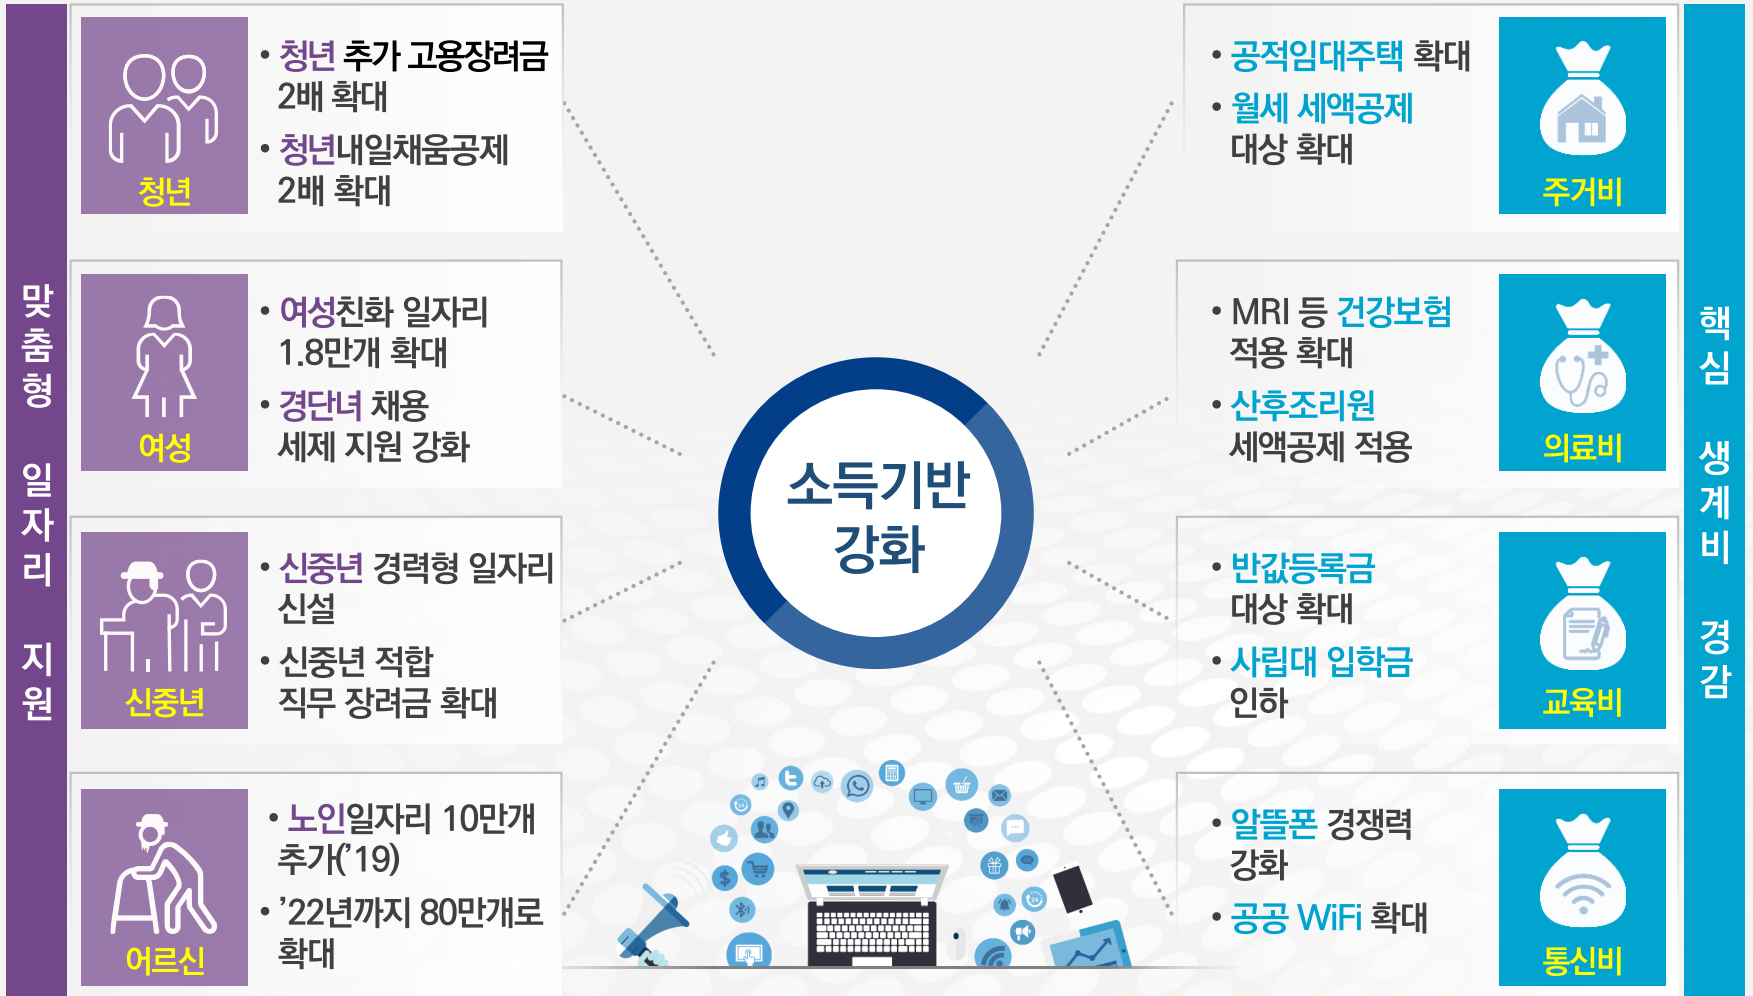 맞춤형 일자리 지원
청년
• 청년 추가 고용장려금
2배 확대
• 청년내일채움공제
2배 확대
여성
• 여성친화 일자리
1.8만개 확대
• 경단녀 채용
세제 지원 강화
신중년
• 신중년 경력형 일자리
신설
• 신중년 적합
직무 장려금 확대
어르신
• 노인일자리 10만개
추가(’19)
• ’22년까지 80만개로
확대
소득기반
강화
• 공적임대주택 확대
• 월세 세액공제
대상 확대
주거비
• MRI 등 건강보험
적용 확대
• 산후조리원
세액공제 적용
의료비
• 반값등록금
대상 확대
• 사립대 입학금
인하
교육비
• 알뜰폰 경쟁력
강화
• 공공 WiFi 확대
통신비
핵심 생계비 경감